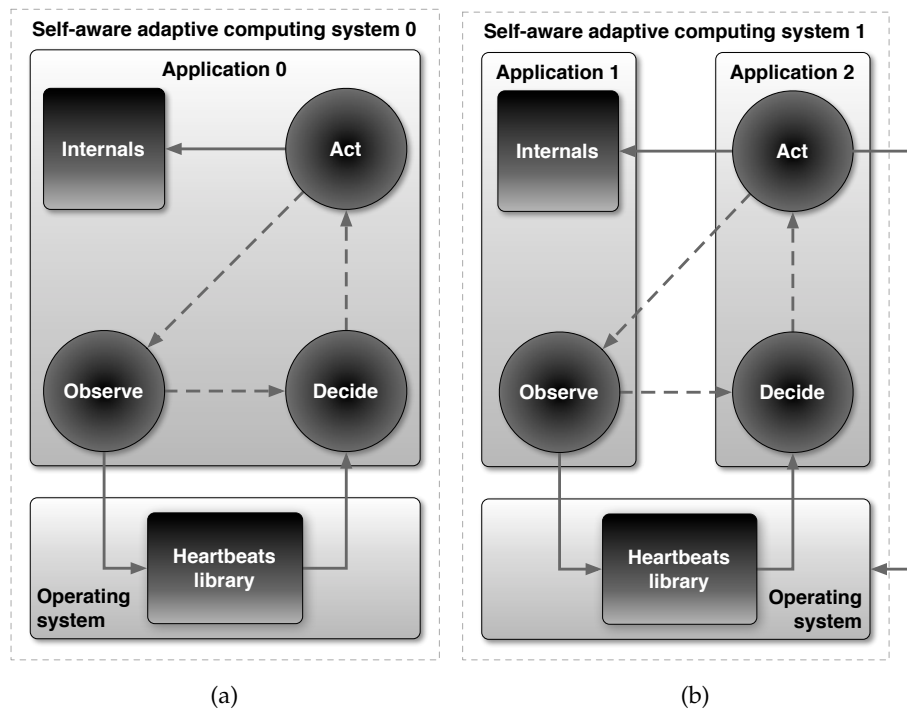 Self-aware adaptive computing system 0
Application 0
Internals
Act
Observe
Decide
Heartbeats
library
Operating
system
(a)
Self-aware adaptive computing system 1
Application 1
Application 2
Internals
Act
Observe
Decide
Heartbeats
library
Operating
system
(b)